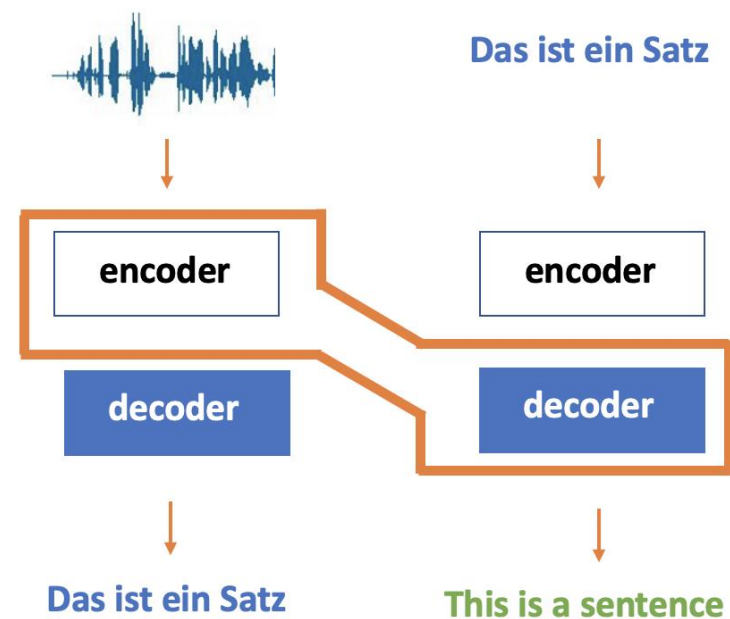 Das ist ein Satz
encoder
encoder
decoder
decoder
Das ist ein Satz
This is a sentence